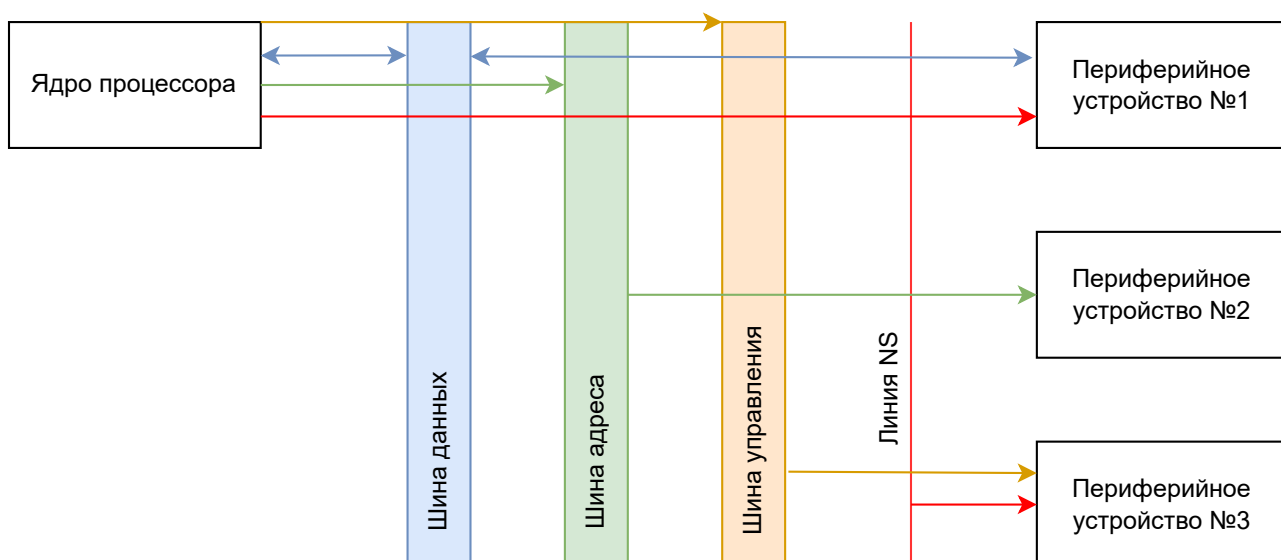 Ядро процессора
Периферийное
устройство №1
Периферийное
устройство №2
Шина данных
Шина адреса
Шина управления
Линия NS
Периферийное
устройство №3